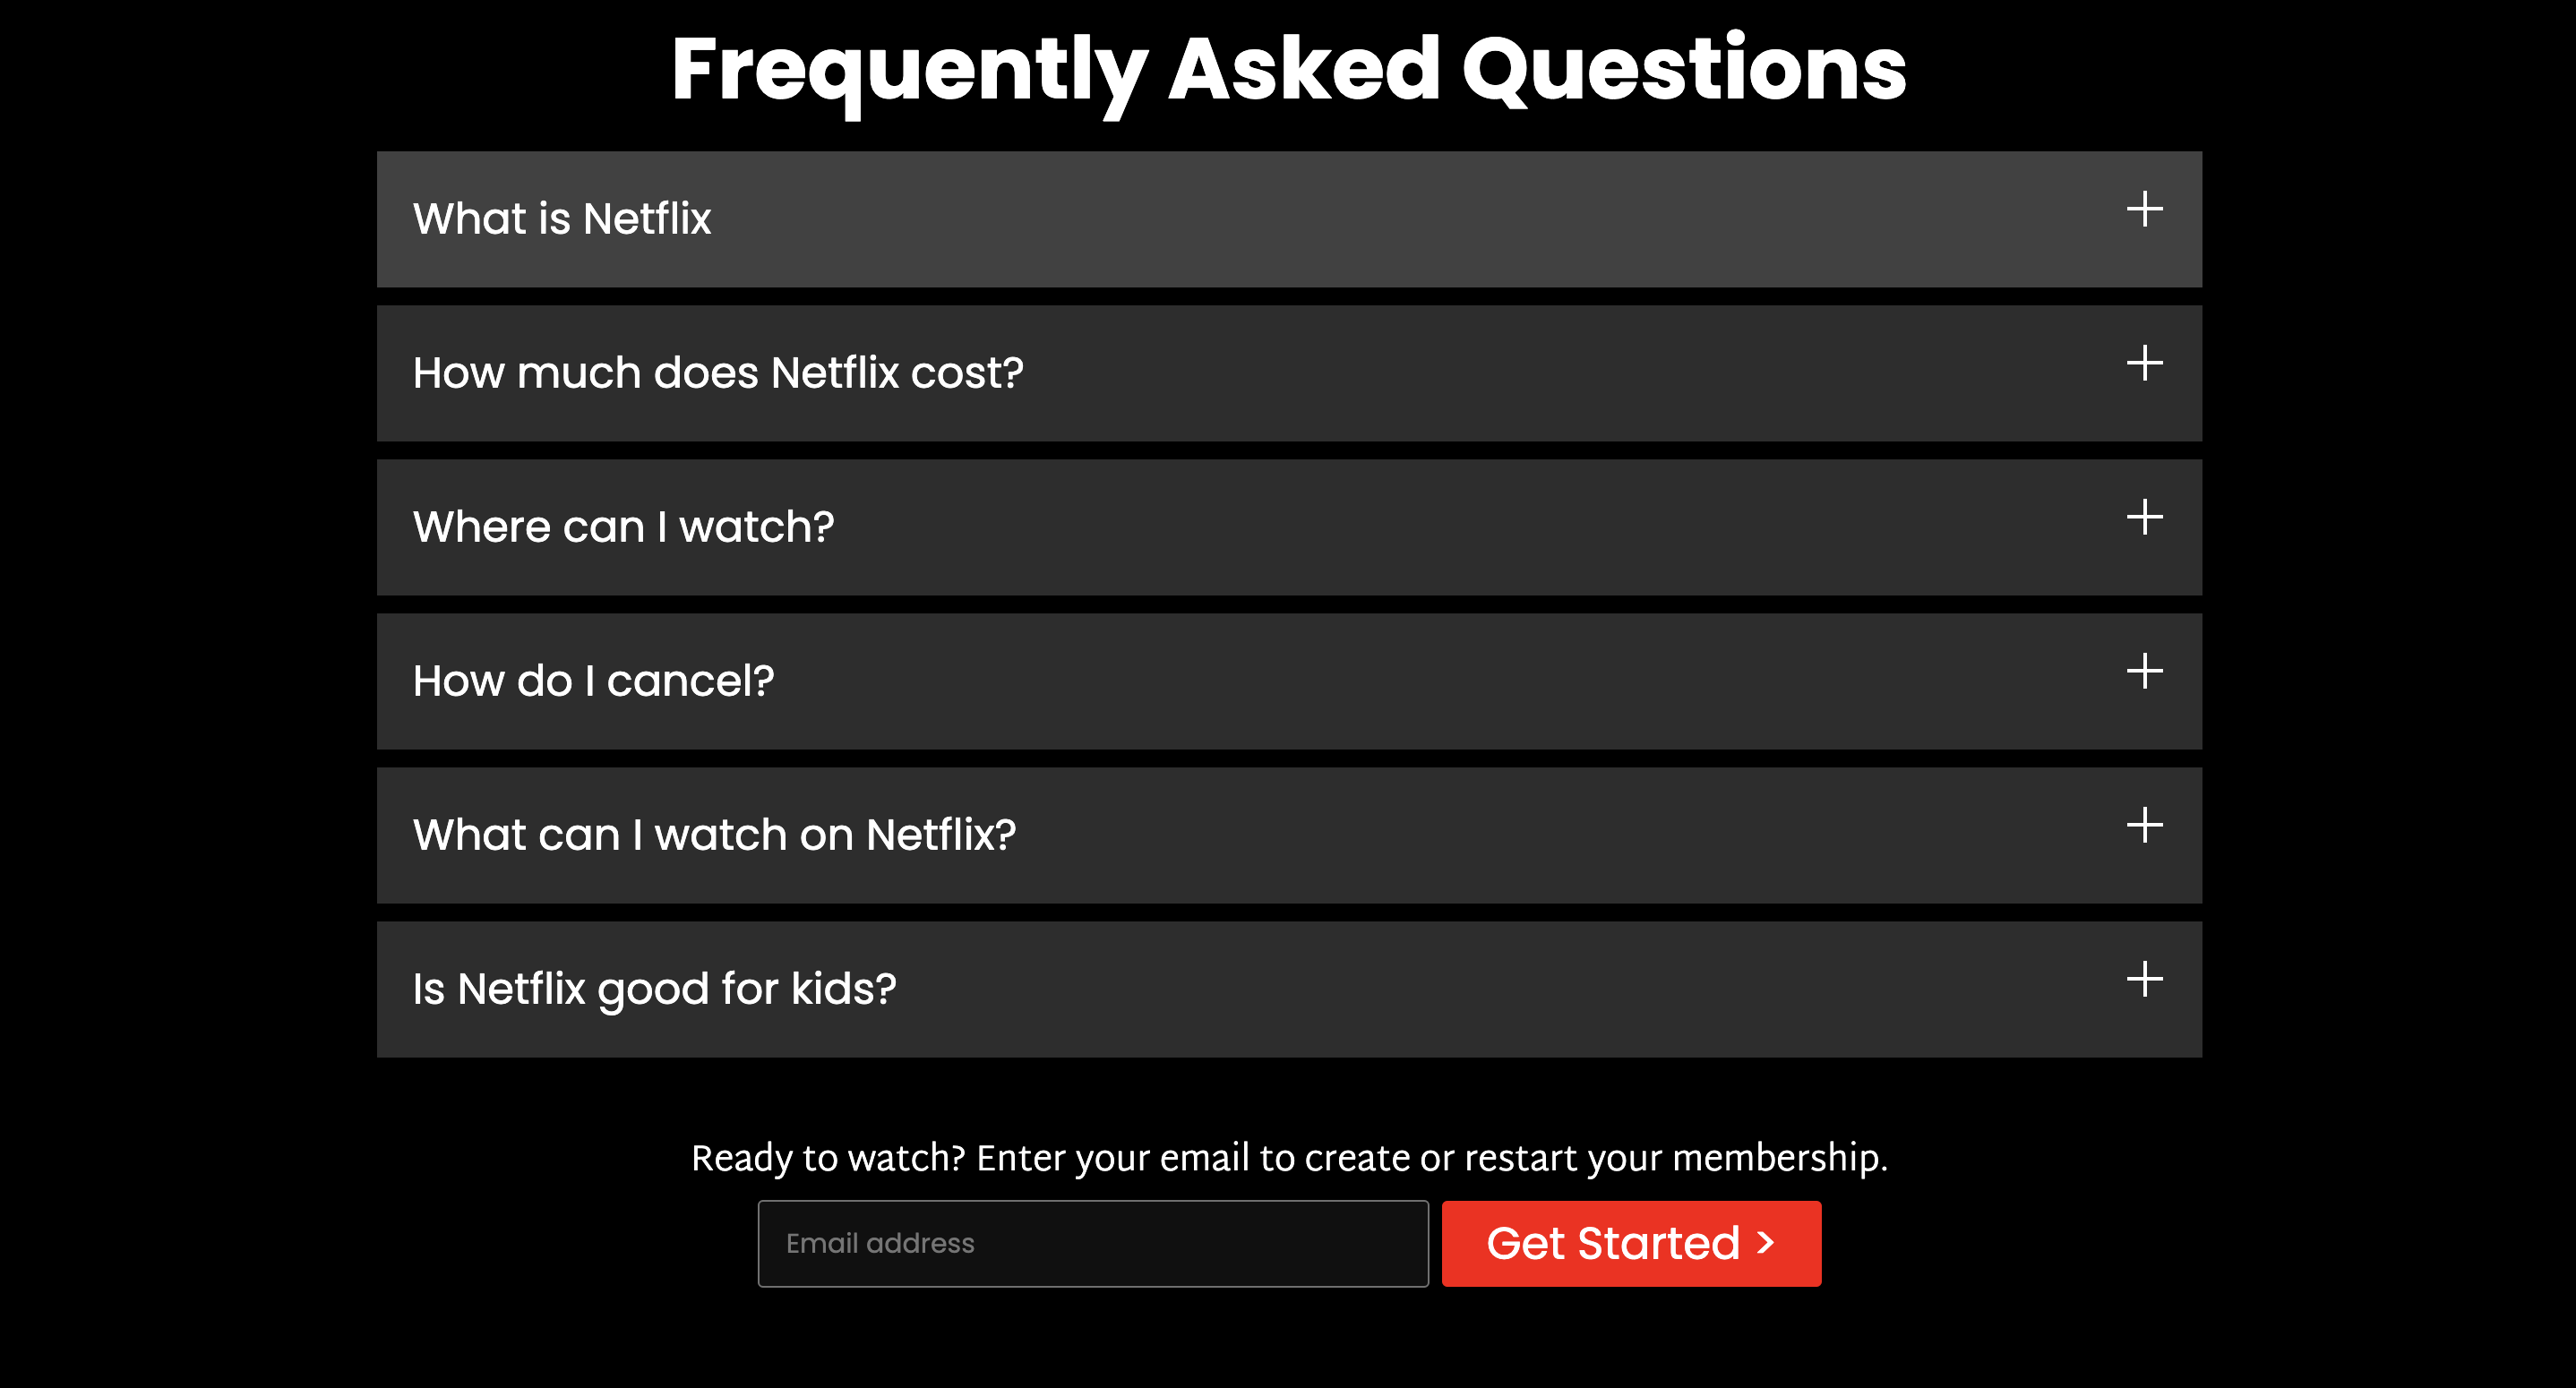 Frequently Asked Questions
What is Netflix
How much does Netflix cost?
Where can I watch?
How do I cancel?
What can I watch on Netflix?
Is Netflix good for kids?
Ready to watch? Enter your email to create or restart your membership.
Email address
Get Started >